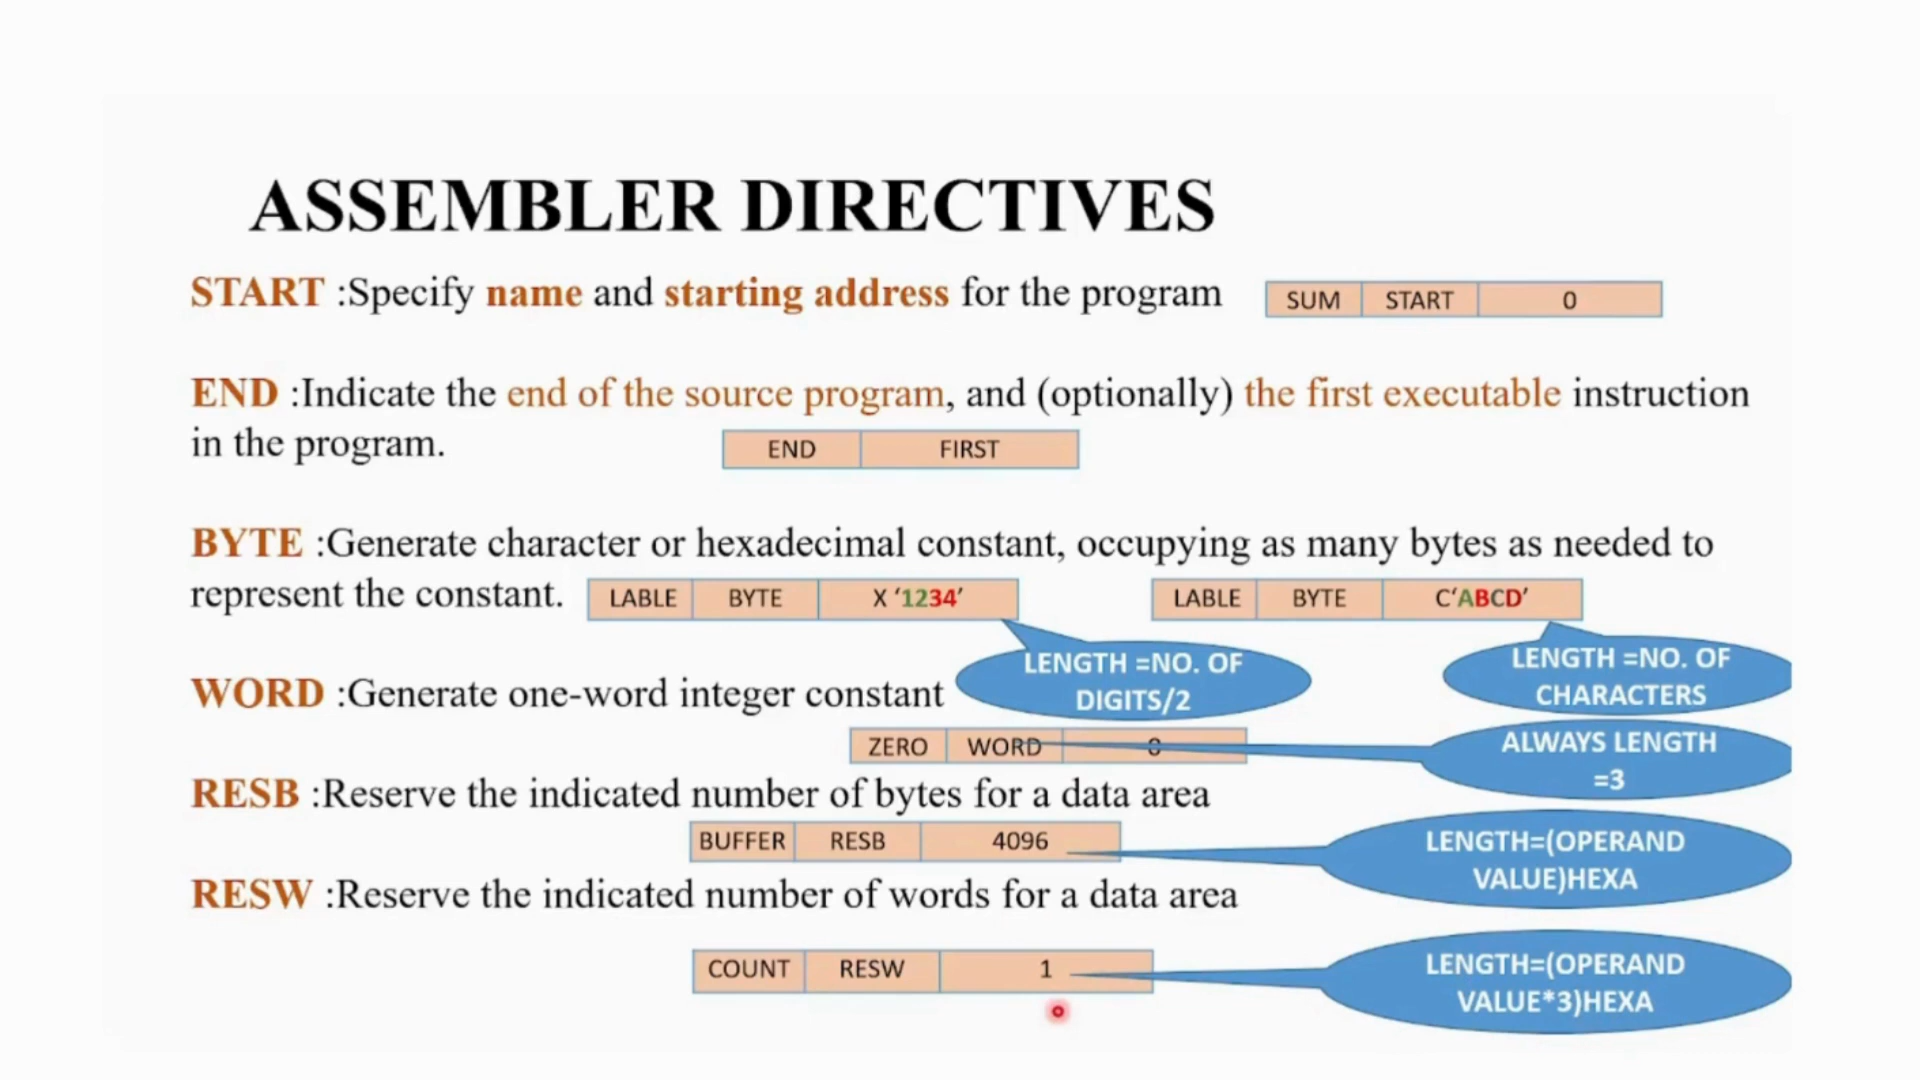 ASSEMBLER DIRECTIVES
START :Specify name and starting address for the program
SUM START 0
END :Indicate the end of the source program, and (optionally) the first executable instruction
in the program.
END FIRST
BYTE :Generate character or hexadecimal constant, occupying as many bytes as needed to
represent the constant.
LABLE BYTE X ‘1234’
LABLE BYTE C‘ABCD’
LENGTH =NO. OF
DIGITS/2
LENGTH =NO. OF
CHARACTERS
WORD :Generate one-word integer constant
ZERO WORD 0
ALWAYS LENGTH
=3
RESB :Reserve the indicated number of bytes for a data area
BUFFER RESB 4096
LENGTH=(OPERAND
VALUE)HEXA
RESW :Reserve the indicated number of words for a data area
COUNT RESW 1
LENGTH=(OPERAND
VALUE*3)HEXA